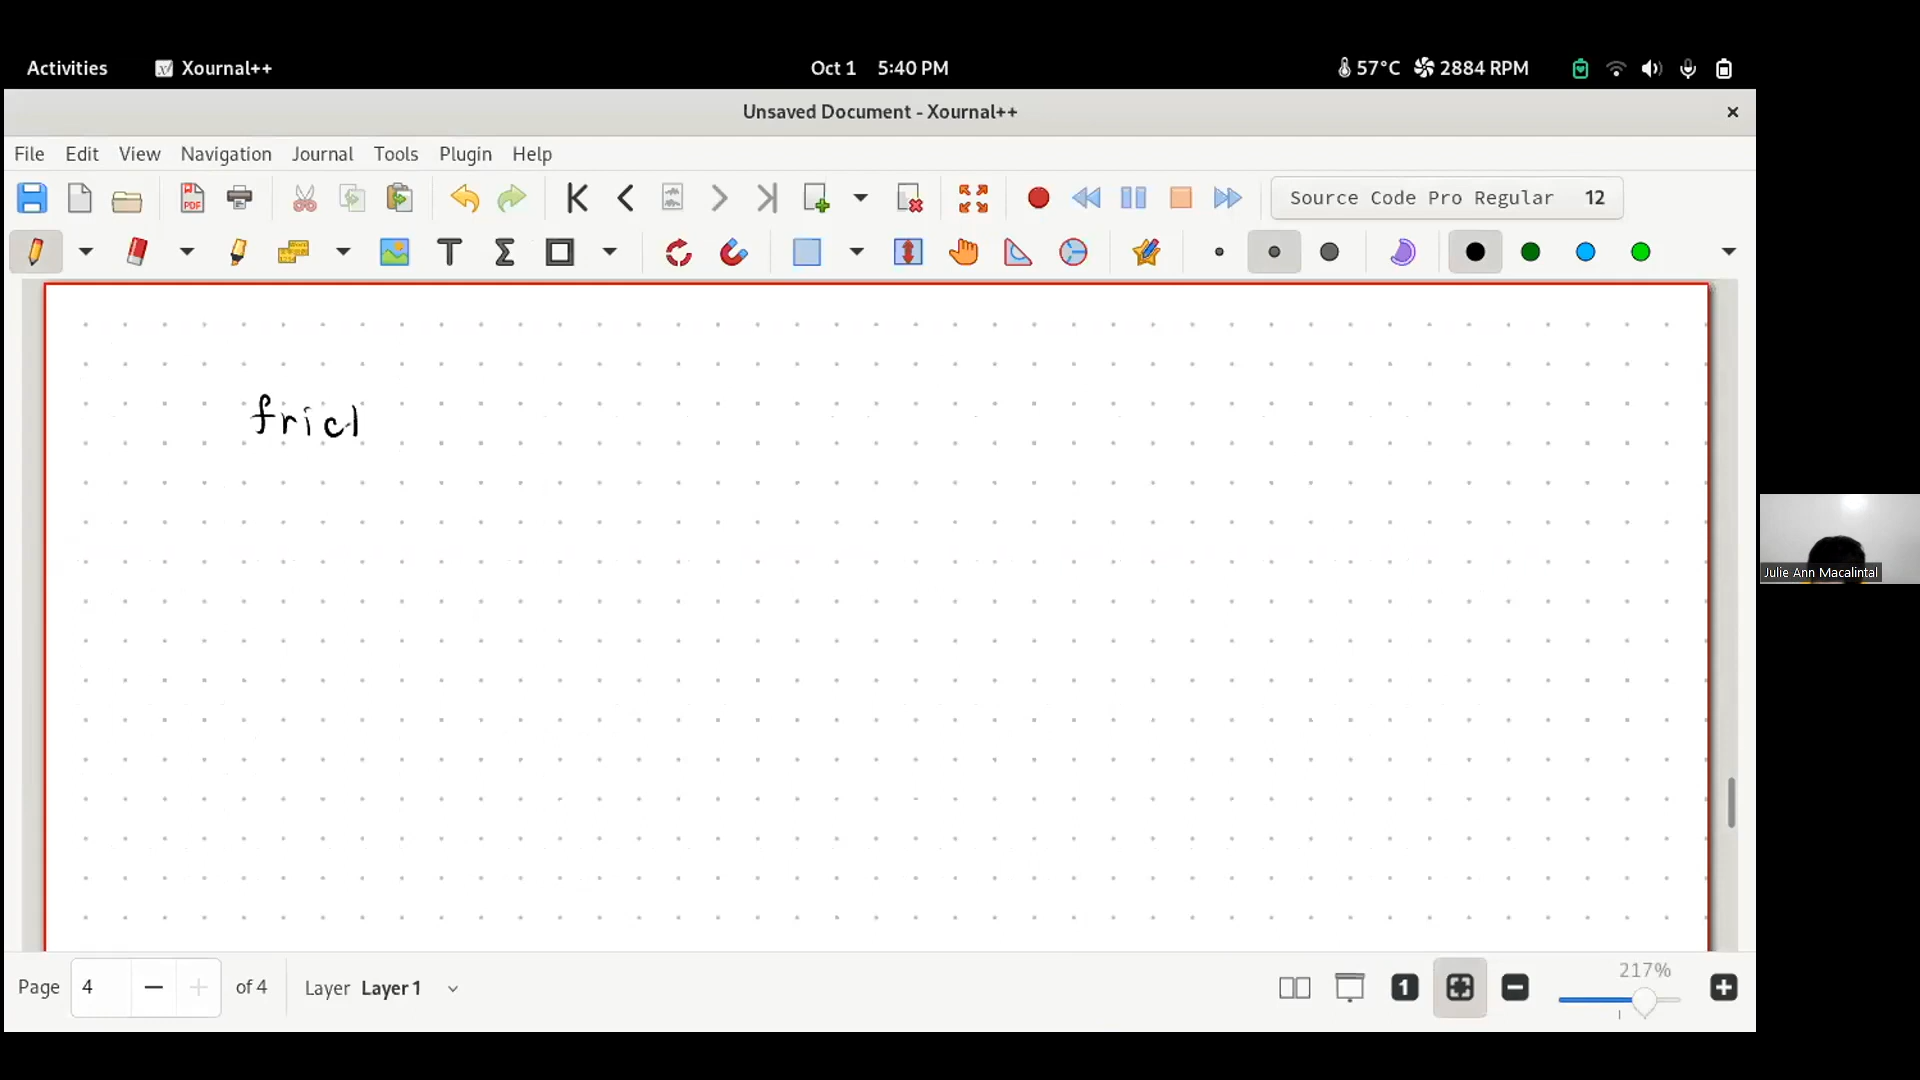 Activities Xournal++ Oct 1 5:40 PM 57°C 2884 RPM
Unsaved Document - Xournal++
File Edit View Navigation Journal Tools Plugin Help
PDF Source Code Pro Regular 12
fricl
Julie Ann Macalintal
217%
Page 4 of 4 Layer Layer 1 1